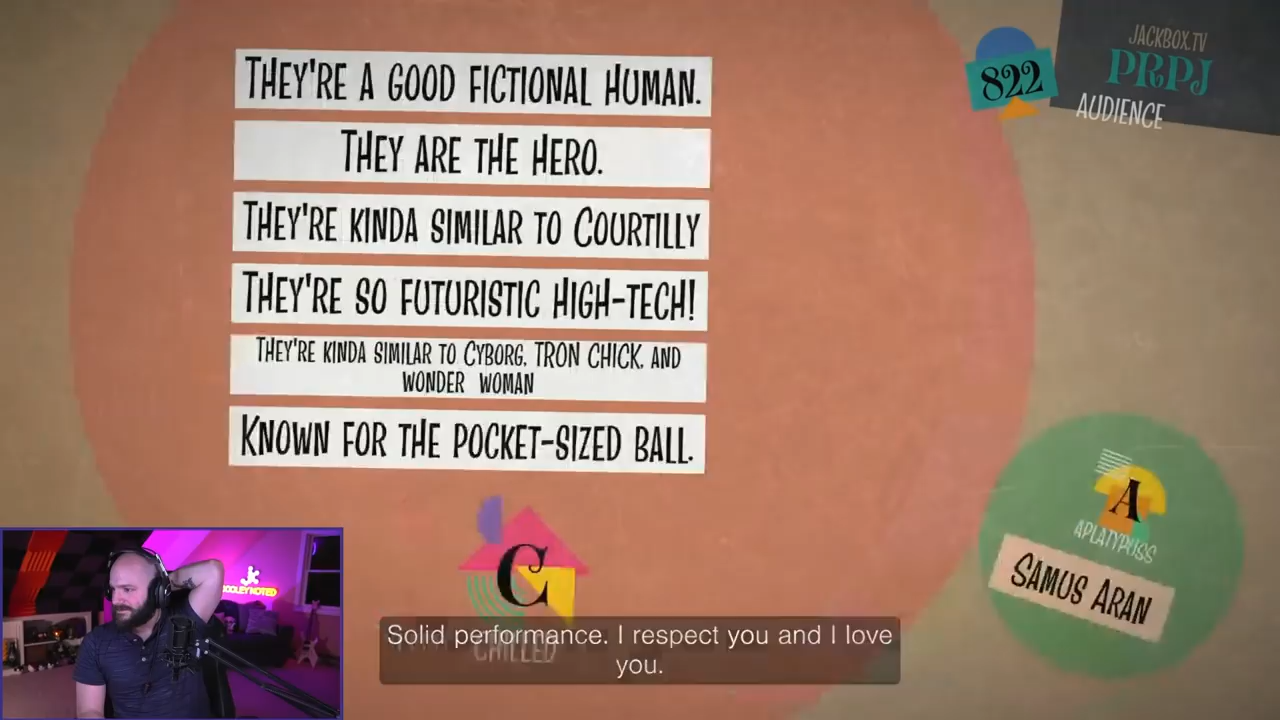 THEY'RE A GOOD FICTIONAL HUMAN.
THEY ARE THE HERO.
THEY'RE KINDA SIMILAR TO COURTILLY
THEY'RE SO FUTURISTIC HIGH-TECH!
THEY'RE KINDA SIMILAR TO CYBORG, TRON CHICK, AND
WONDER WOMAN
KNOWN FOR THE POCKET-SIZED BALL.
822
JACKBOX.TV
PRPJ
AUDIENCE
A
APLATYPUSS
SAMUS ARAN
C
CHILLED
Solid performance. I respect you and I love
you.